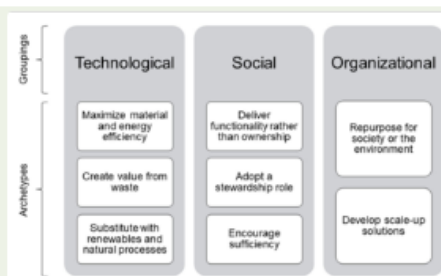 Groupings
Technological
Social
Organizational
Archetypes
Maximize material
and energy
efficiency
Create value from
waste
Substitute with
renewables and
natural processes
Deliver
functionality rather
than ownership
Adopt a
stewardship role
Encourage
sufficiency
Repurpose for
society or the
environment
Develop scale-up
solutions